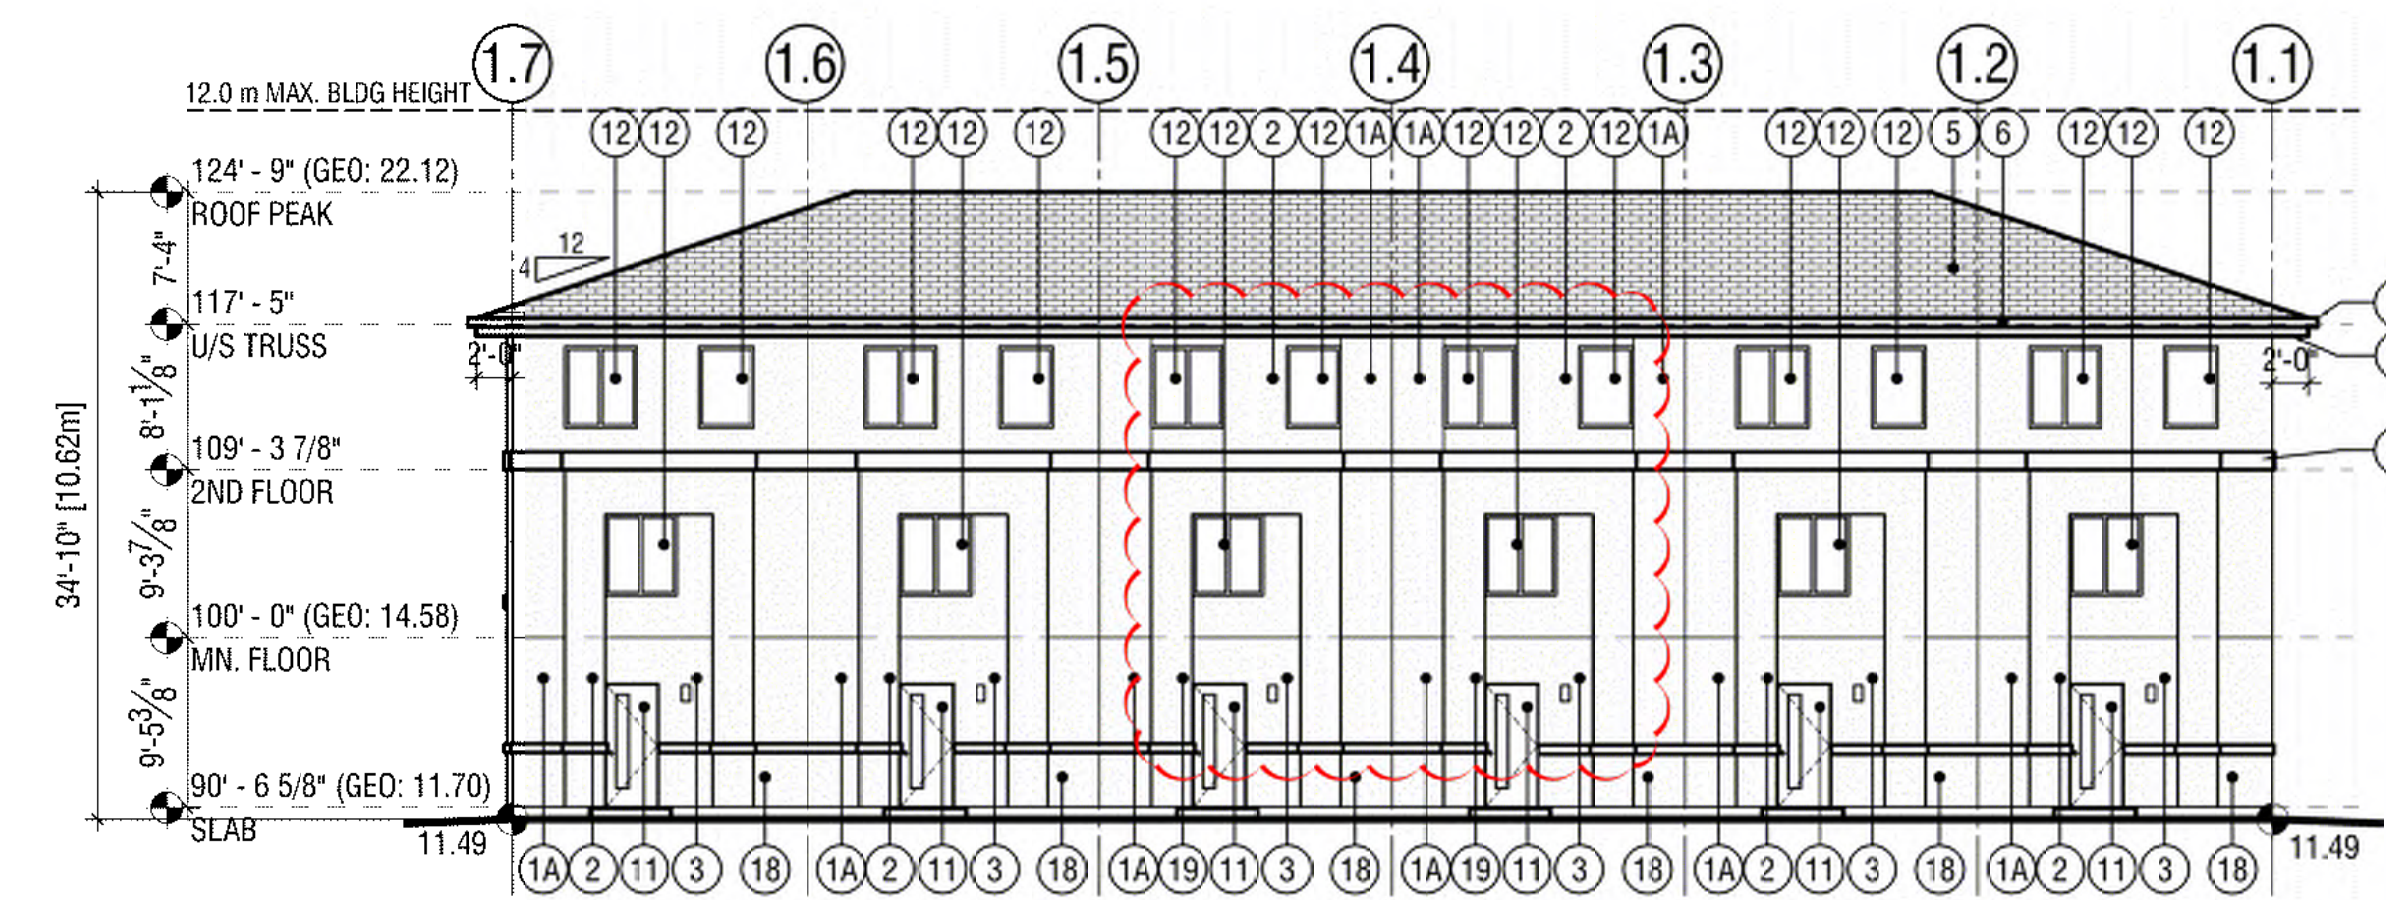 1.7 1.6 1.5 1.4 1.3 1.2 1.1
12.0 m MAX. BLDG HEIGHT
12 12 12 12 12 12 12 12 2 12 1A 1A 12 12 2 12 1A 12 12 12 5 6 12 12 12
124' - 9" (GEO: 22.12)
ROOF PEAK
7'-4"
12
4
117' - 5"
U/S TRUSS
2'-0"
2'-0"
8'-1 1/8"
109' - 3 7/8"
2ND FLOOR
34'-10" [10.62m]
9'-3 7/8"
100' - 0" (GEO: 14.58)
MN. FLOOR
9'-5 3/8"
90' - 6 5/8" (GEO: 11.70)
SLAB
11.49
11.49
1A 2 11 3 18 1A 2 11 3 18 1A 19 11 3 18 1A 19 11 3 18 1A 2 11 3 18 1A 2 11 3 18